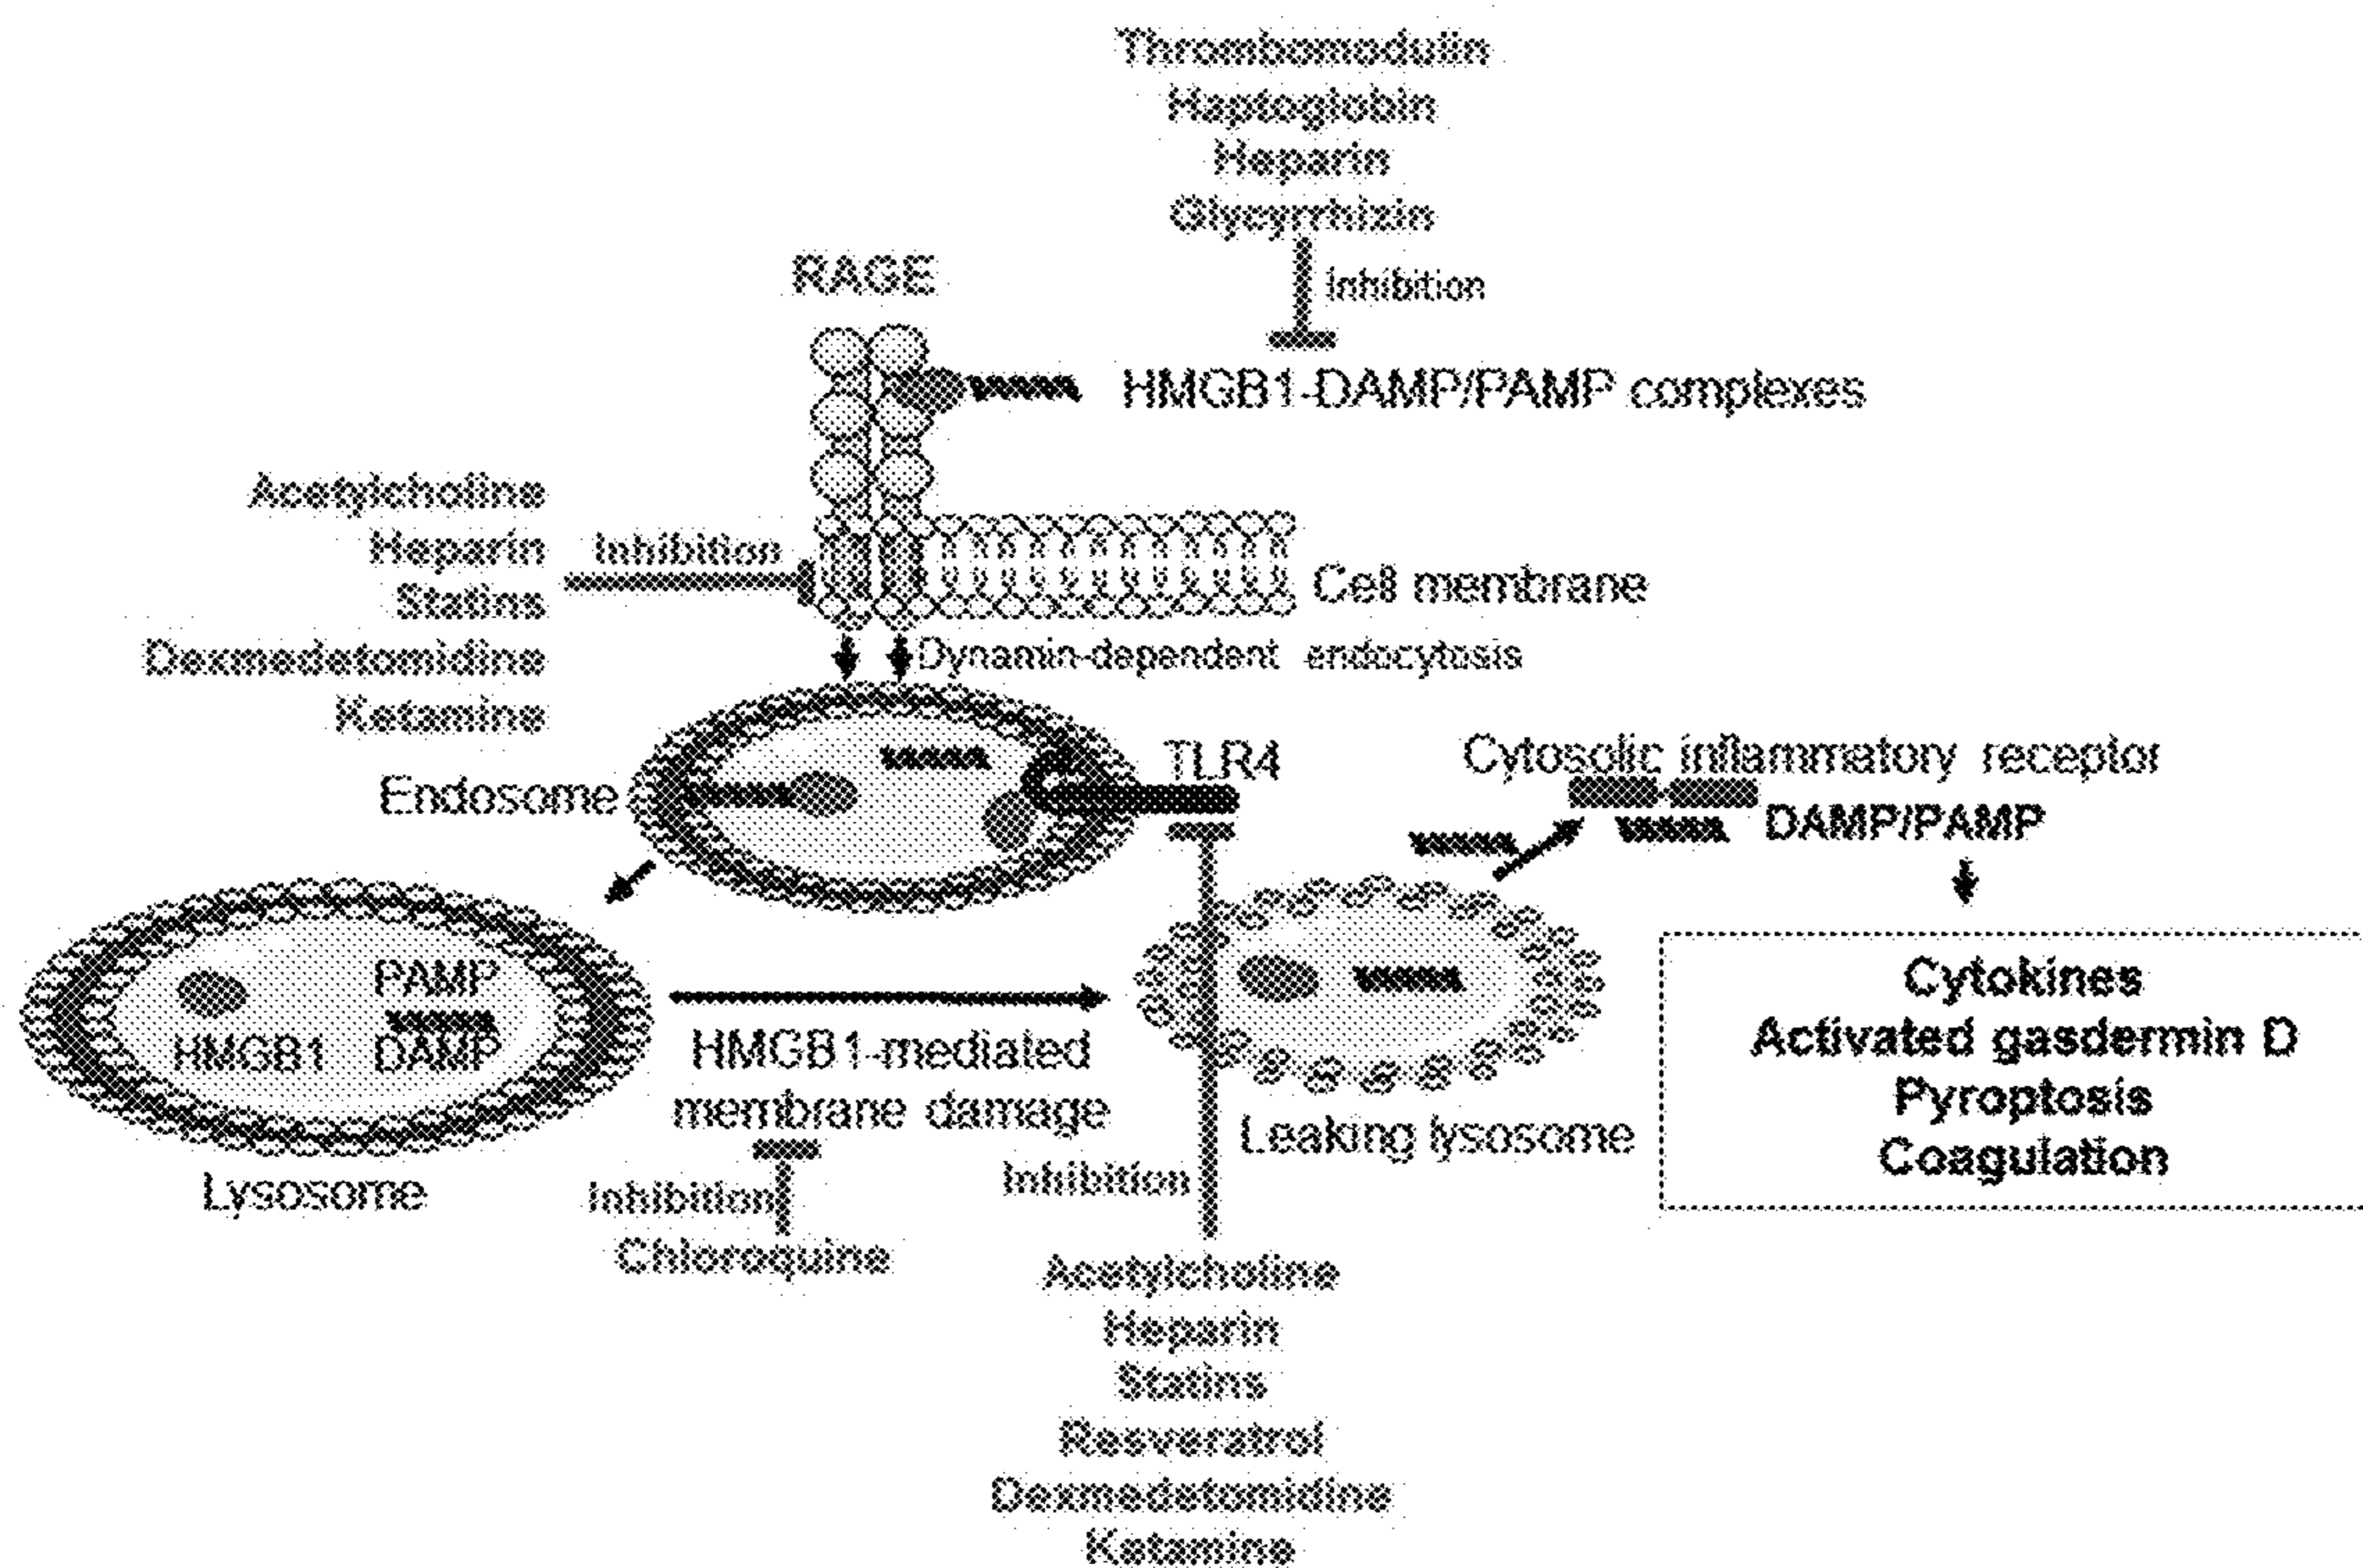 Thrombomodulin
Haptoglobin
Heparin
Glycyrrhizin
Inhibition
RAGE
HMGB1-DAMP/PAMP complexes
Acetylcholine
Heparin
Statins
Dexmedetomidine
Ketamine
Inhibition
Cell membrane
Dynamin-dependent endocytosis
Endosome
TLR4
Cytosolic inflammatory receptor
DAMP/PAMP
PAMP
HMGB1 DAMP
Lysosome
HMGB1-mediated
membrane damage
Inhibition
Chloroquine
Leaking lysosome
Inhibition
Acetylcholine
Heparin
Statins
Resveratrol
Dexmedetomidine
Ketamine
Cytokines
Activated gasdermin D
Pyroptosis
Coagulation